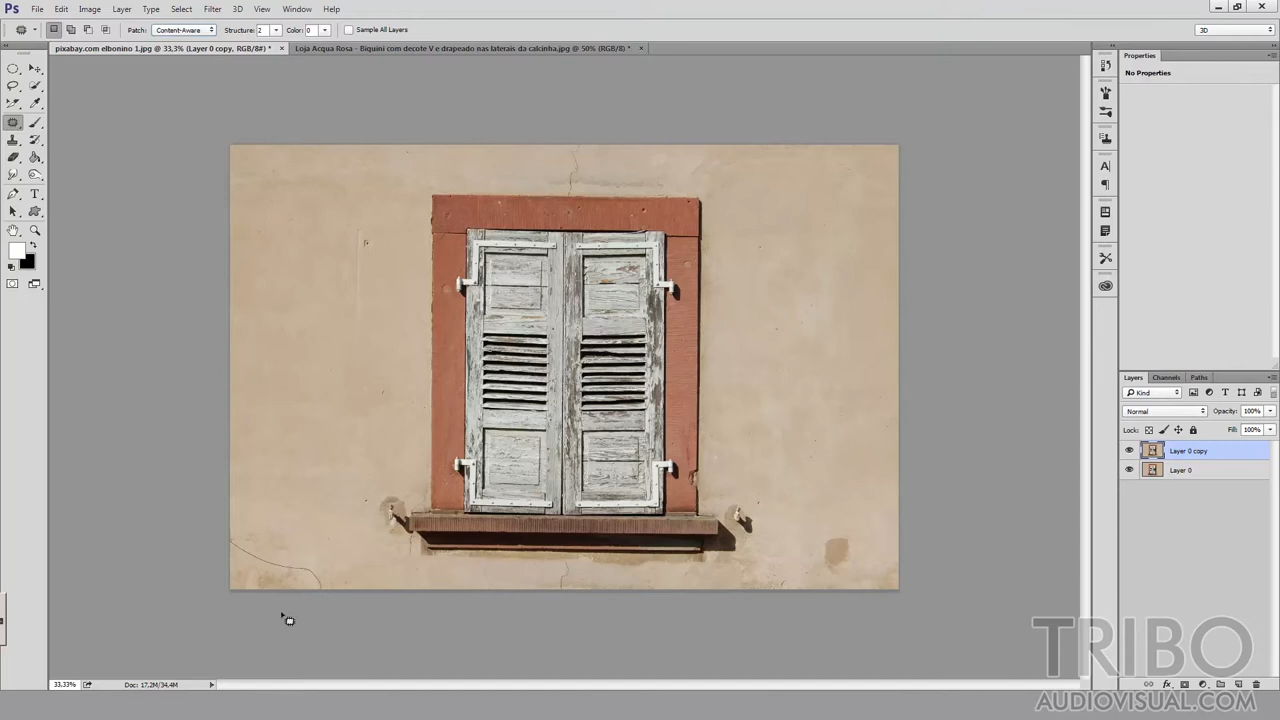 Ps File Edit Image Layer Type Select Filter 3D View Window Help
Patch: Content-Aware Structure: 2 Color: 0 Sample All Layers 3D
pixabay.com elbonino 1.jpg @ 33,3% (Layer 0 copy, RGB/8#) * × Loja Acqua Rosa - Biquini com decote V e drapeado nas laterais da calcinha.jpg @ 50% (RGB/8) * ×
Properties
No Properties
Layers Channels Paths
Kind
Normal Opacity: 100%
Lock: Fill: 100%
Layer 0 copy
Layer 0
33,33% Doc: 17,2M/34,4M
TRIBO
AUDIOVISUAL.COM